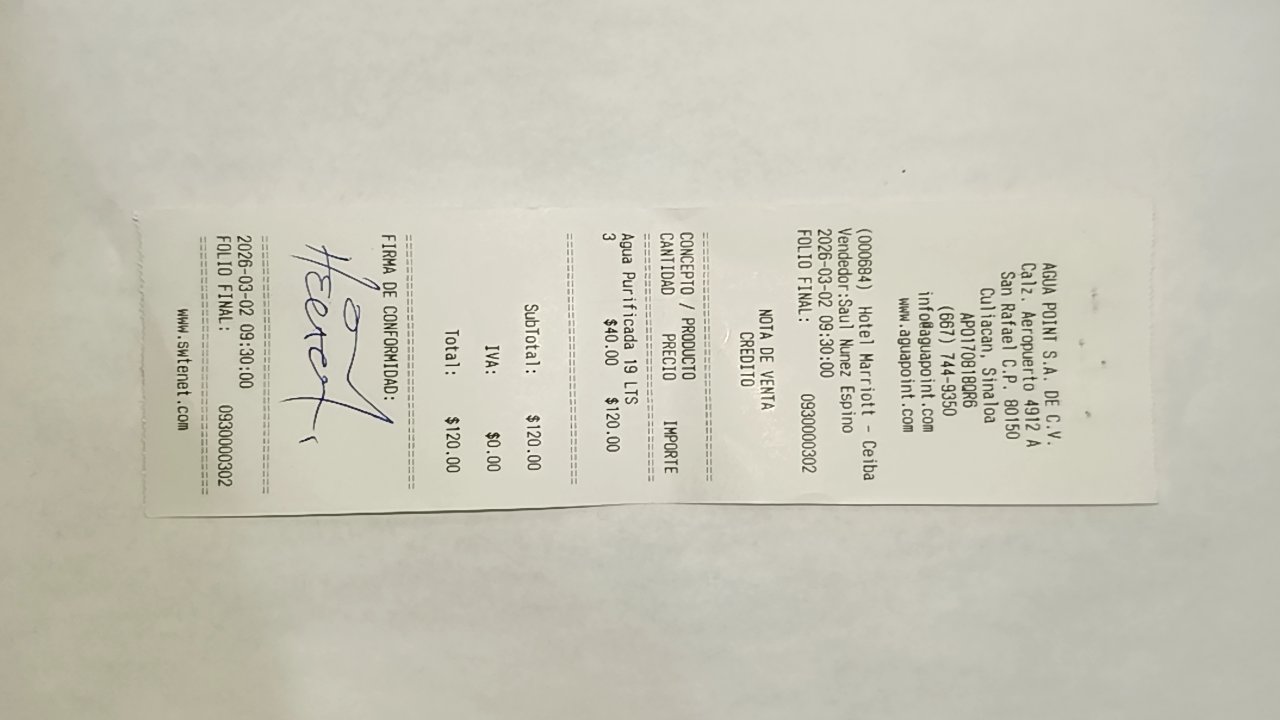 AGUA POINT S.A. DE C.V.
Calz. Aeropuerto 4912 A
San Rafael C.P. 80150
Culiacan, Sinaloa
APO170818QR6
(667) 744-9350
info@aguapoint.com
www.aguapoint.com
(000684) Hotel Marriott - Ceiba
Vendedor:Saul Nunez Espino
2026-03-02 09:30:00
FOLIO FINAL: 0930000302
NOTA DE VENTA
CREDITO
===============================
CONCEPTO / PRODUCTO
CANTIDAD PRECIO IMPORTE
===============================
Agua Purificada 19 LTS
3 $40.00 $120.00
===============================
SubTotal: $120.00
IVA: $0.00
Total: $120.00
===============================
FIRMA DE CONFORMIDAD:
===============================
2026-03-02 09:30:00
FOLIO FINAL: 0930000302
===============================
www.swtenet.com